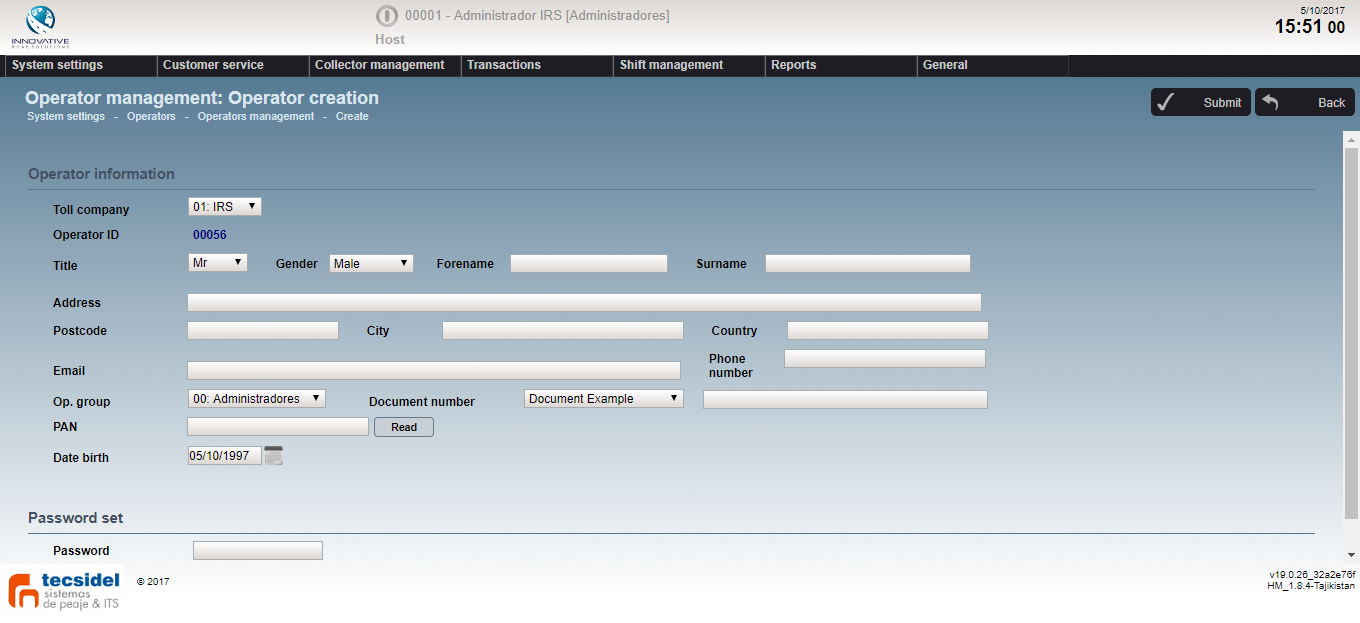 INNOVATIVE
ROAD SOLUTIONS
00001 - Administrador IRS [Administradores]
Host
5/10/2017
15:51 00
System settings Customer service Collector management Transactions Shift management Reports General
Operator management: Operator creation
System settings - Operators - Operators management - Create
Submit Back
Operator information
Toll company 01: IRS
Operator ID 00056
Title Mr Gender Male Forename Surname
Address
Postcode City Country
Email Phone number
Op. group 00: Administradores Document number Document Example
PAN Read
Date birth 05/10/1997
Password set
Password
tecsidel
sistemas
de peaje & ITS
© 2017
v19.0.26_32a2e76f
HM_1.8.4-Tajikistan